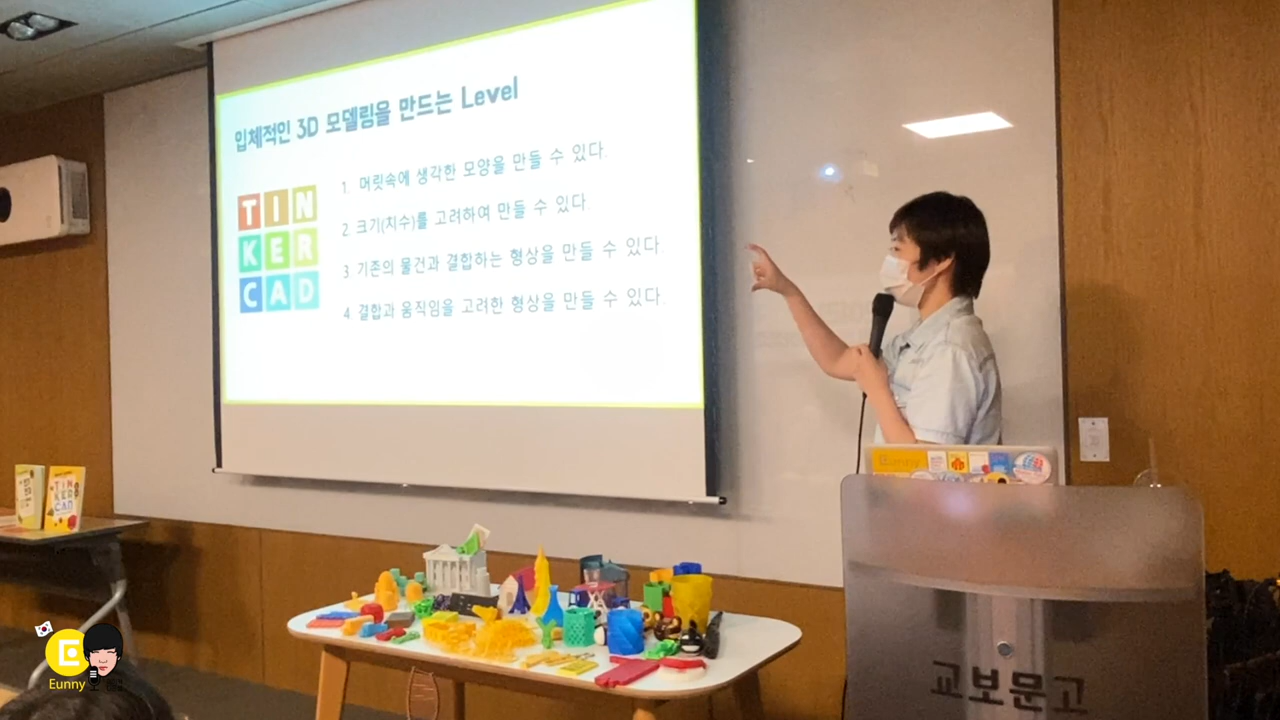 입체적인 3D 모델링을 만드는 Level
TIN
KER
CAD
1. 머릿속에 생각한 모양을 만들 수 있다.
2. 크기(치수)를 고려하여 만들 수 있다.
3. 기존의 물건과 결합하는 형상을 만들 수 있다.
4. 결합과 움직임을 고려한 형상을 만들 수 있다.
TIN
KER
CAD
Eunny
교보문고
E
Eunny